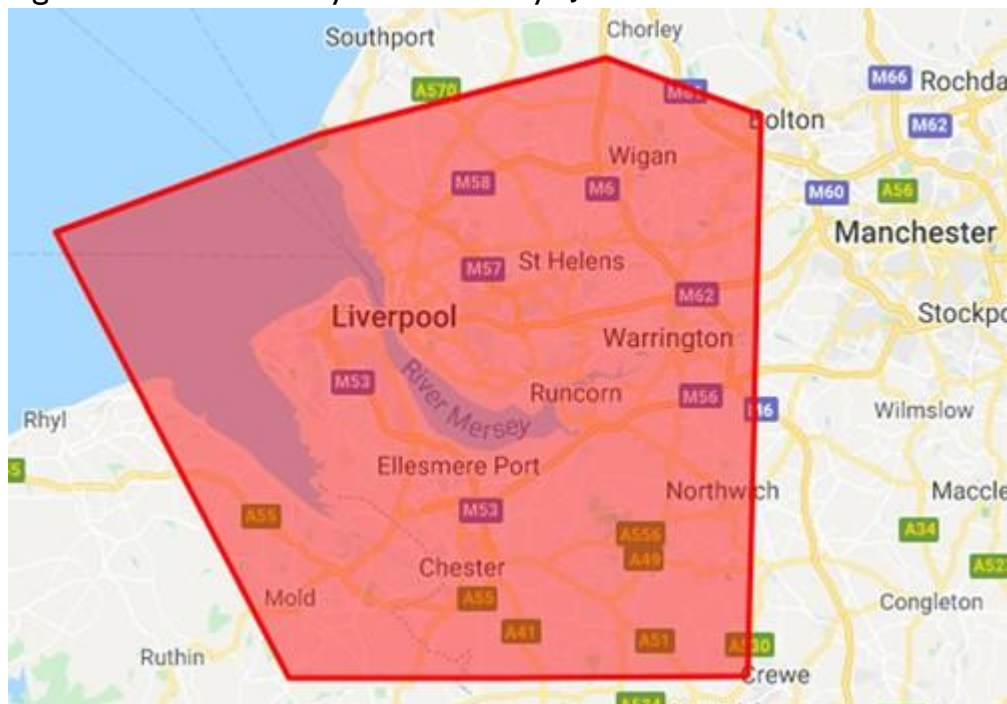 Southport
Chorley
A570
M66
Rochda
Bolton
M62
Wigan
M58
M6
M60
A56
Manchester
St Helens
M57
M62
Liverpool
Stockpo
Warrington
M53
Runcorn
M56
M6
Wilmslow
Rhyl
River Mersey
Ellesmere Port
Northwich
Maccle
M53
A55
A34
A556
A49
Chester
Mold
A55
Congleton
A41
A51
Ruthin
Crewe